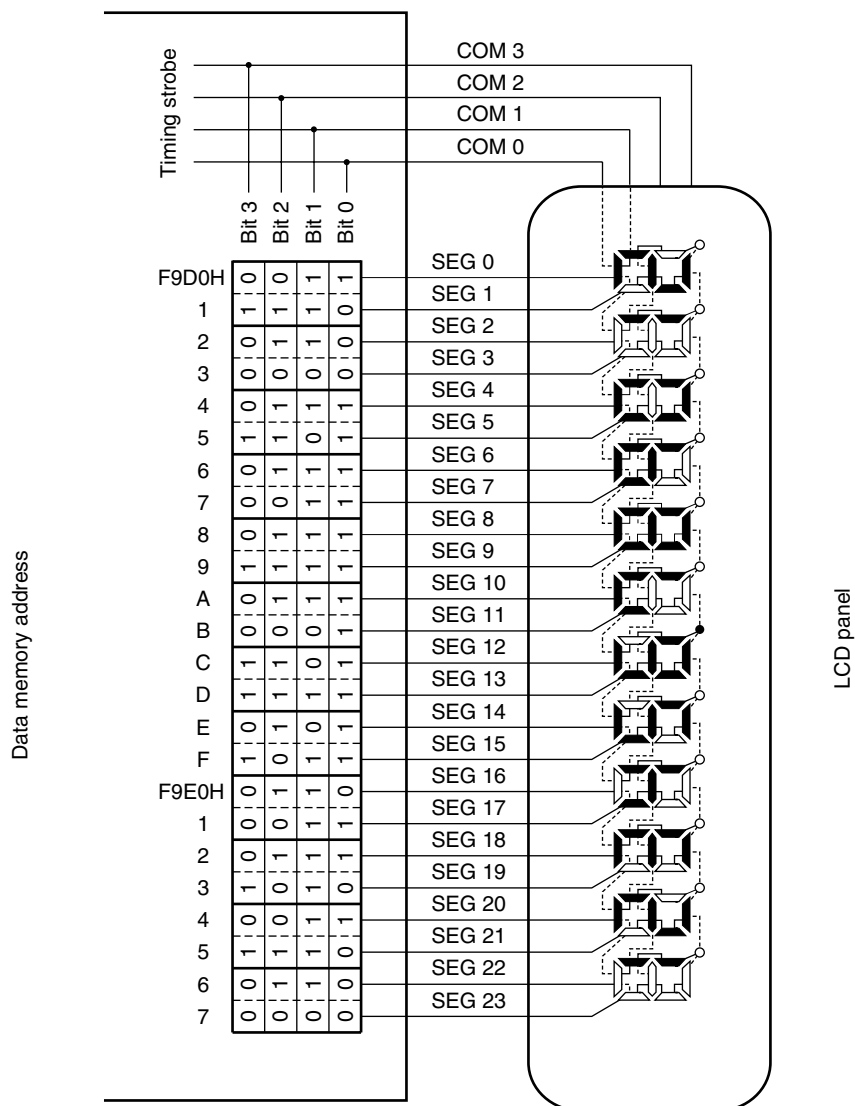 Timing strobe
COM 3
COM 2
COM 1
COM 0
Bit 3 Bit 2 Bit 1 Bit 0
F9D0H 0 0 1 1 SEG 0
1 1 1 1 0 SEG 1
2 0 1 1 0 SEG 2
3 0 0 0 0 SEG 3
4 0 1 1 1 SEG 4
5 1 1 0 1 SEG 5
6 0 1 1 1 SEG 6
7 0 0 1 1 SEG 7
8 0 1 1 1 SEG 8
9 1 1 1 1 SEG 9
A 0 1 1 1 SEG 10
B 0 0 0 1 SEG 11
C 1 1 0 1 SEG 12
D 1 1 1 1 SEG 13
E 0 1 0 1 SEG 14
F 1 0 1 1 SEG 15
F9E0H 0 1 1 0 SEG 16
1 0 0 1 1 SEG 17
2 0 1 1 1 SEG 18
3 1 0 1 0 SEG 19
4 0 0 1 1 SEG 20
5 1 1 1 0 SEG 21
6 0 1 1 0 SEG 22
7 0 0 0 0 SEG 23
Data memory address
LCD panel